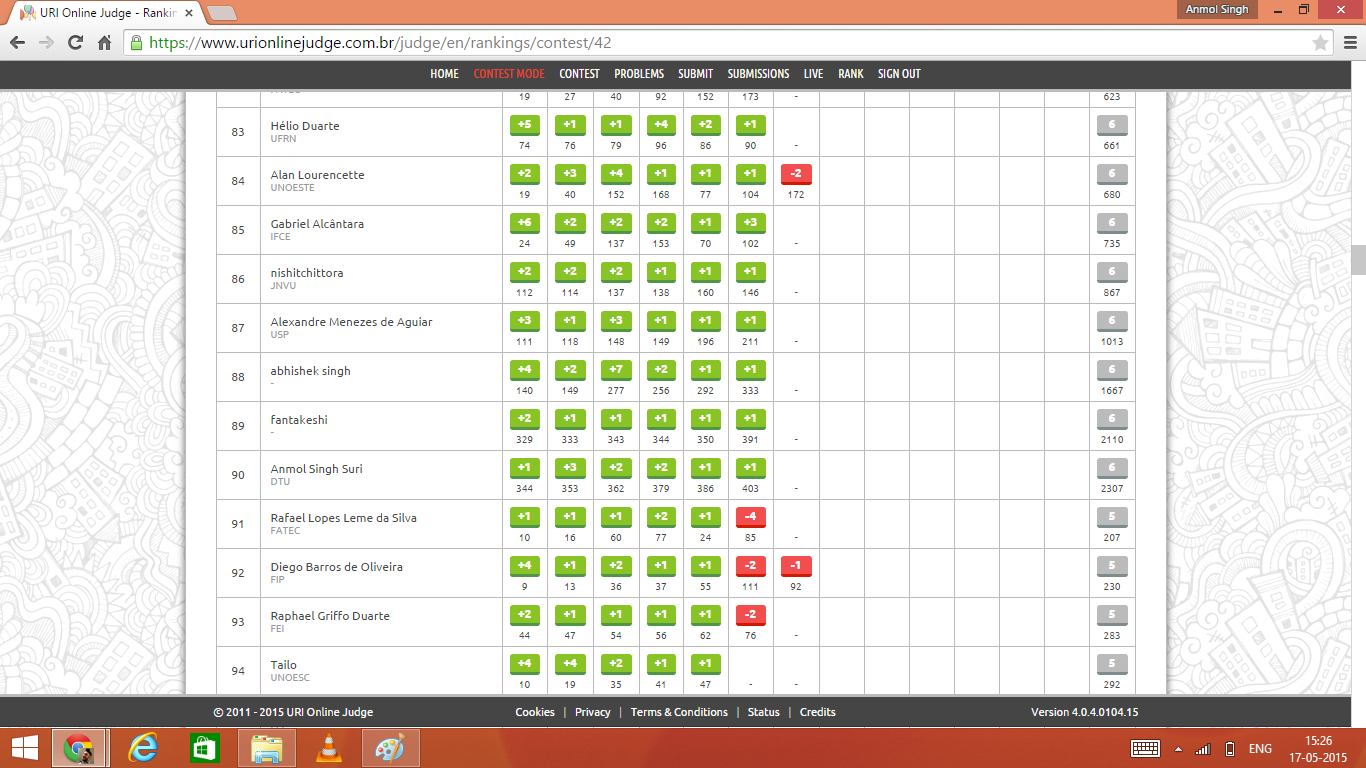 URI Online Judge - Rankin
Anmol Singh
https://www.urionlinejudge.com.br/judge/en/rankings/contest/42
HOME CONTEST MODE CONTEST PROBLEMS SUBMIT SUBMISSIONS LIVE RANK SIGN OUT
19 27 40 92 152 173 - 623
83 Hélio Duarte +5 +1 +1 +4 +2 +1 6
UFRN 74 76 79 96 86 90 - 661
84 Alan Lourencette +2 +3 +4 +1 +1 +1 -2 6
UNOESTE 19 40 152 168 77 104 172 680
85 Gabriel Alcântara +6 +2 +2 +2 +1 +3 6
IFCE 24 49 137 153 70 102 - 735
86 nishitchittora +2 +2 +2 +1 +1 +1 6
JNVU 112 114 137 138 160 146 - 867
87 Alexandre Menezes de Aguiar +3 +1 +3 +1 +1 +1 6
USP 111 118 148 149 196 211 - 1013
88 abhishek singh +4 +2 +7 +2 +1 +1 6
- 140 149 277 256 292 333 - 1667
89 fantakeshi +2 +1 +1 +1 +1 +1 6
- 329 333 343 344 350 391 - 2110
90 Anmol Singh Suri +1 +3 +2 +2 +1 +1 6
DTU 344 353 362 379 386 403 - 2307
91 Rafael Lopes Leme da Silva +1 +1 +1 +2 +1 -4 5
FATEC 10 16 60 77 24 85 - 207
92 Diego Barros de Oliveira +4 +1 +2 +1 +1 -2 -1 5
FIP 9 13 36 37 55 111 92 230
93 Raphael Griffo Duarte +2 +1 +1 +1 +1 -2 5
FEI 44 47 54 56 62 76 - 283
94 Tailo +4 +4 +2 +1 +1 5
UNOESC 10 19 35 41 47 - - 292
© 2011 - 2015 URI Online Judge Cookies | Privacy | Terms & Conditions | Status | Credits Version 4.0.4.0104.15
ENG 15:26
17-05-2015